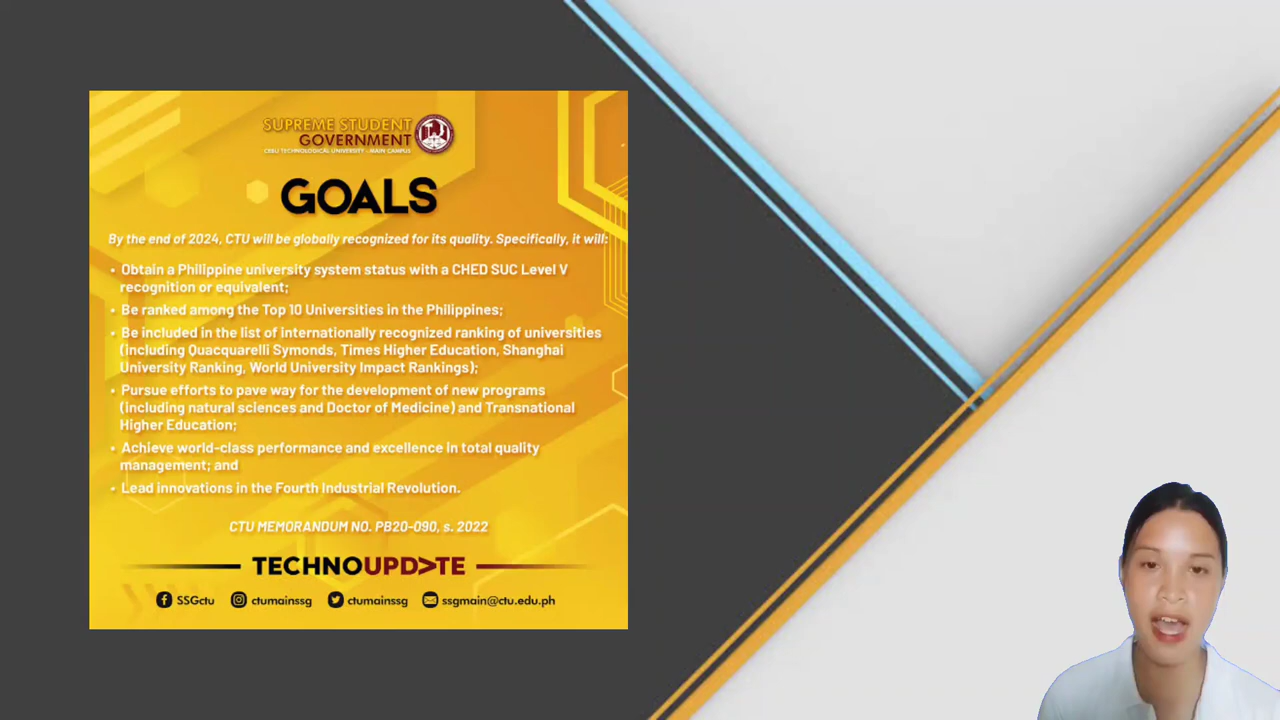 SUPREME STUDENT
GOVERNMENT
CEBU TECHNOLOGICAL UNIVERSITY - MAIN CAMPUS
GOALS
By the end of 2024, CTU will be globally recognized for its quality. Specifically, it will:
• Obtain a Philippine university system status with a CHED SUC Level V
recognition or equivalent;
• Be ranked among the Top 10 Universities in the Philippines;
• Be included in the list of internationally recognized ranking of universities
(including Quacquarelli Symonds, Times Higher Education, Shanghai
University Ranking, World University Impact Rankings);
• Pursue efforts to pave way for the development of new programs
(including natural sciences and Doctor of Medicine) and Transnational
Higher Education;
• Achieve world-class performance and excellence in total quality
management; and
• Lead innovations in the Fourth Industrial Revolution.
CTU MEMORANDUM NO. PB20-090, s. 2022
TECHNOUPD>TE
SSGctu ctumainssg ctumainssg ssgmain@ctu.edu.ph